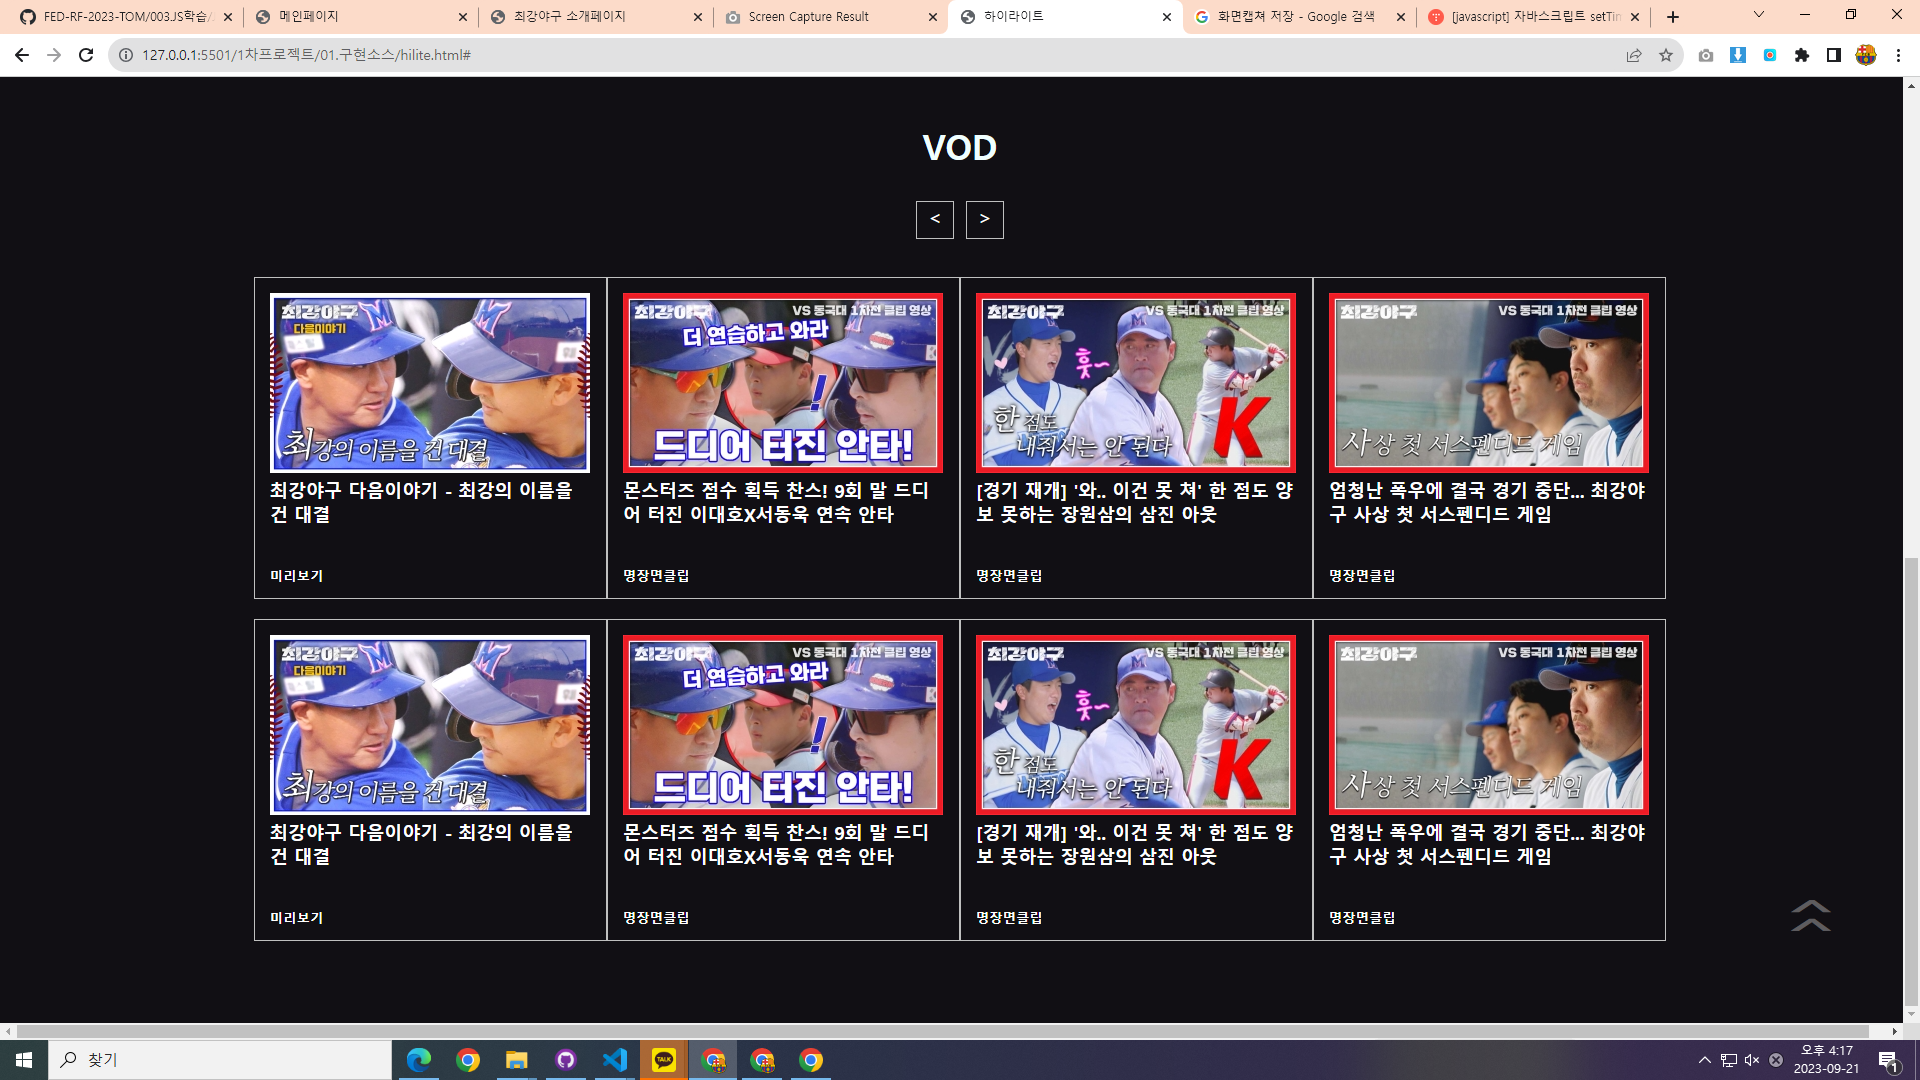 FED-RF-2023-TOM/003.JS학습/
메인페이지
최강야구 소개페이지
Screen Capture Result
하이라이트
화면캡쳐 저장 - Google 검색
[javascript] 자바스크립트 setTim
127.0.0.1:5501/1차프로젝트/01.구현소스/hilite.html#
VOD
< >
최강야구
다음이야기
최강의 이름을 건 대결
최강야구 VS 동국대 1차전 클립 영상
더 연습하고 와라
!
드디어 터진 안타!
최강야구 VS 동국대 1차전 클립 영상
훗~
한 점도
내줘서는 안 된다
K
최강야구 VS 동국대 1차전 클립 영상
사상 첫 서스펜디드 게임
최강야구 다음이야기 - 최강의 이름을
건 대결
몬스터즈 점수 획득 찬스! 9회 말 드디
어 터진 이대호X서동욱 연속 안타
[경기 재개] '와.. 이건 못 쳐' 한 점도 양
보 못하는 장원삼의 삼진 아웃
엄청난 폭우에 결국 경기 중단... 최강야
구 사상 첫 서스펜디드 게임
미리보기
명장면클립
명장면클립
명장면클립
최강야구
다음이야기
최강의 이름을 건 대결
최강야구 VS 동국대 1차전 클립 영상
더 연습하고 와라
!
드디어 터진 안타!
최강야구 VS 동국대 1차전 클립 영상
훗~
한 점도
내줘서는 안 된다
K
최강야구 VS 동국대 1차전 클립 영상
사상 첫 서스펜디드 게임
최강야구 다음이야기 - 최강의 이름을
건 대결
몬스터즈 점수 획득 찬스! 9회 말 드디
어 터진 이대호X서동욱 연속 안타
[경기 재개] '와.. 이건 못 쳐' 한 점도 양
보 못하는 장원삼의 삼진 아웃
엄청난 폭우에 결국 경기 중단... 최강야
구 사상 첫 서스펜디드 게임
미리보기
명장면클립
명장면클립
명장면클립
찾기
TALK
오후 4:17
2023-09-21
1